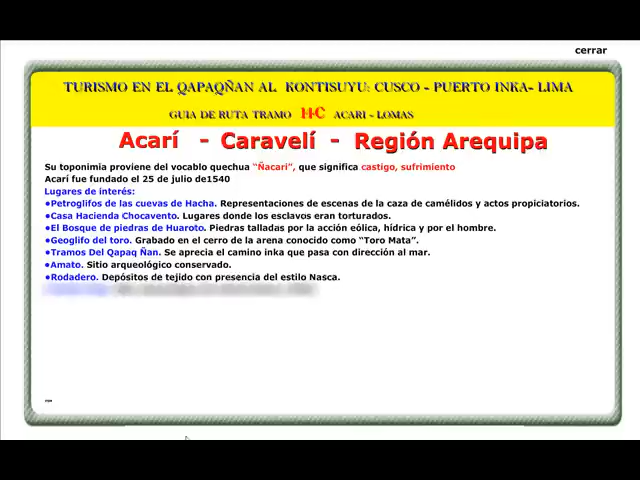 cerrar
TURISMO EN EL QAPAQÑAN AL KONTISUYU: CUSCO - PUERTO INKA- LIMA
GUIA DE RUTA TRAMO 14-C ACARI - LOMAS
Acarí - Caravelí - Región Arequipa
Su toponimia proviene del vocablo quechua “Ñacari”, que significa castigo, sufrimiento
Acarí fue fundado el 25 de julio de1540
Lugares de interés:
•Petroglifos de las cuevas de Hacha. Representaciones de escenas de la caza de camélidos y actos propiciatorios.
•Casa Hacienda Chocavento. Lugares donde los esclavos eran torturados.
•El Bosque de piedras de Huaroto. Piedras talladas por la acción eólica, hídrica y por el hombre.
•Geoglifo del toro. Grabado en el cerro de la arena conocido como “Toro Mata”.
•Tramos Del Qapaq Ñan. Se aprecia el camino inka que pasa con dirección al mar.
•Amato. Sitio arqueológico conservado.
•Rodadero. Depósitos de tejido con presencia del estilo Nasca.